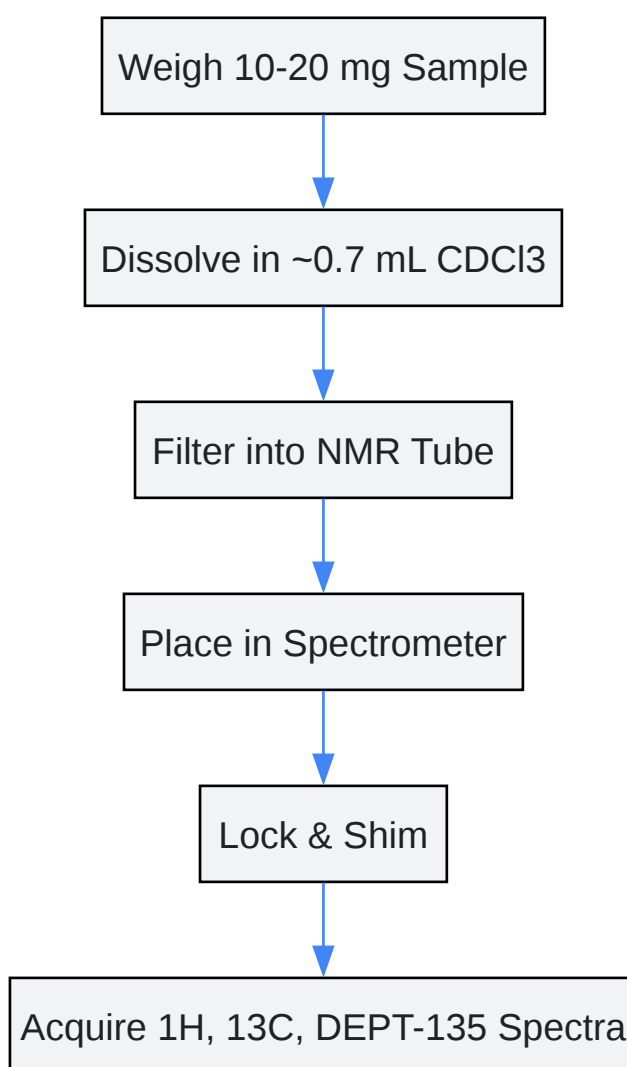 Weigh 10-20 mg Sample
Dissolve in ~0.7 mL CDCl3
Filter into NMR Tube
Place in Spectrometer
Lock & Shim
Acquire 1H, 13C, DEPT-135 Spectra